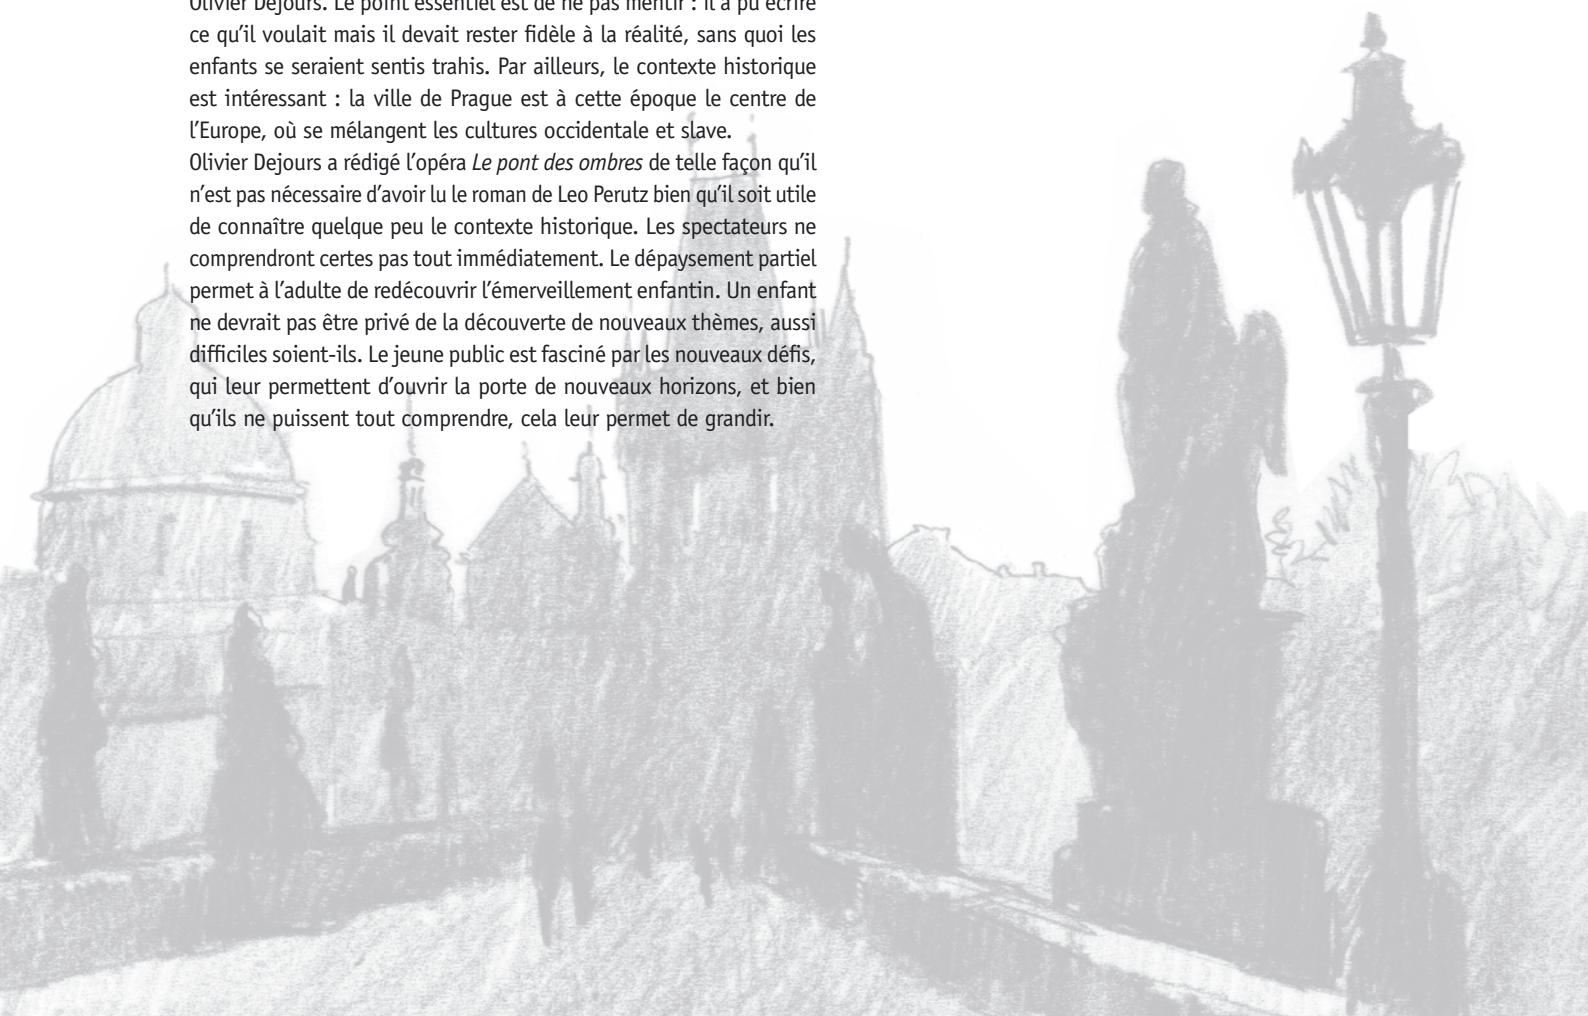 Olivier Dejours. Le point essentiel est de ne pas mentir : il a pu écrire
ce qu’il voulait mais il devait rester fidèle à la réalité, sans quoi les
enfants se seraient sentis trahis. Par ailleurs, le contexte historique
est intéressant : la ville de Prague est à cette époque le centre de
l’Europe, où se mélangent les cultures occidentale et slave.
Olivier Dejours a rédigé l’opéra Le pont des ombres de telle façon qu’il
n’est pas nécessaire d’avoir lu le roman de Leo Perutz bien qu’il soit utile
de connaître quelque peu le contexte historique. Les spectateurs ne
comprendront certes pas tout immédiatement. Le dépaysement partiel
permet à l’adulte de redécouvrir l’émerveillement enfantin. Un enfant
ne devrait pas être privé de la découverte de nouveaux thèmes, aussi
difficiles soient-ils. Le jeune public est fasciné par les nouveaux défis,
qui leur permettent d’ouvrir la porte de nouveaux horizons, et bien
qu’ils ne puissent tout comprendre, cela leur permet de grandir.